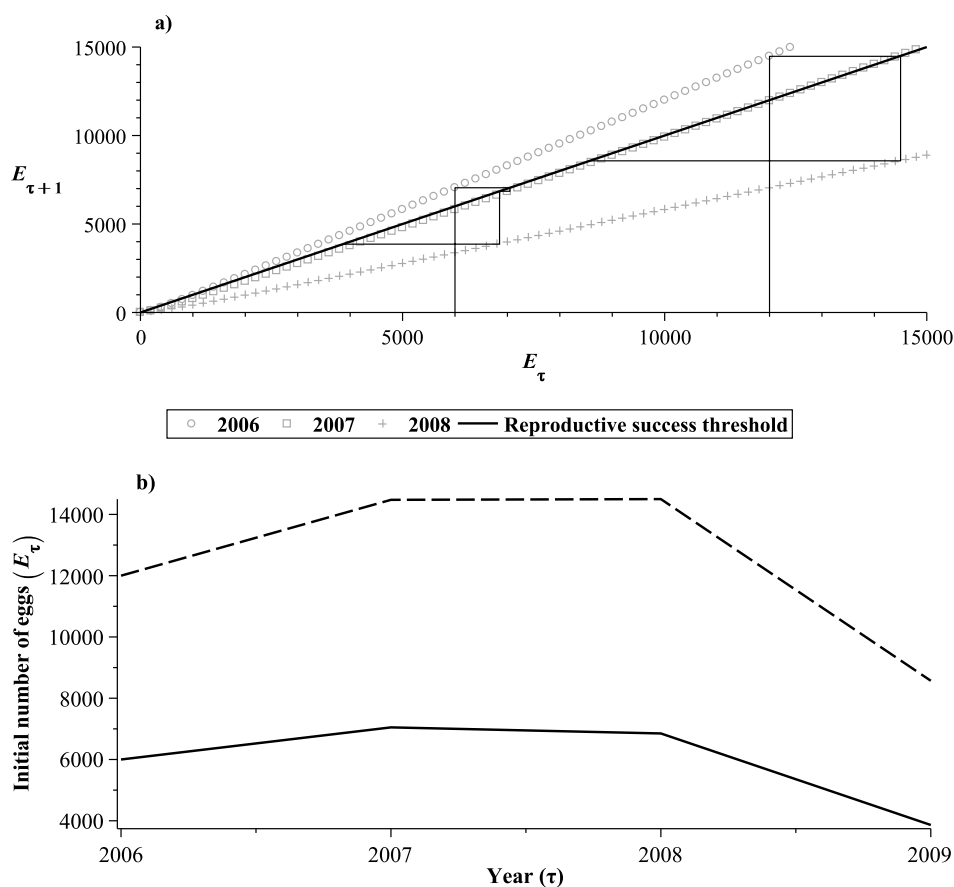 a)
15000
10000
E τ + 1
5000
0
0 5000 10000 15000
E τ
2006 2007 2008 Reproductive success threshold
b)
14000
12000
10000
8000
6000
4000
Initial number of eggs (E τ)
2006 2007 2008 2009
Year (τ)